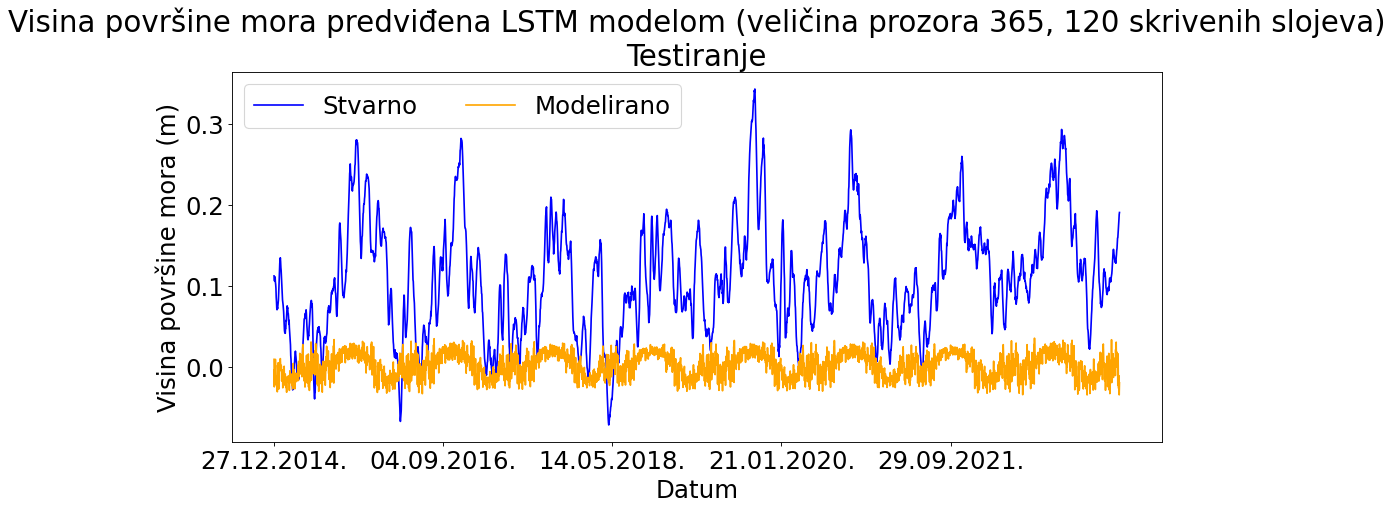 Visina površine mora predviđena LSTM modelom (veličina prozora 365, 120 skrivenih slojeva)
Testiranje
Stvarno
Modelirano
Visina površine mora (m)
0.3
0.2
0.1
0.0
27.12.2014.
04.09.2016.
14.05.2018.
21.01.2020.
29.09.2021.
Datum